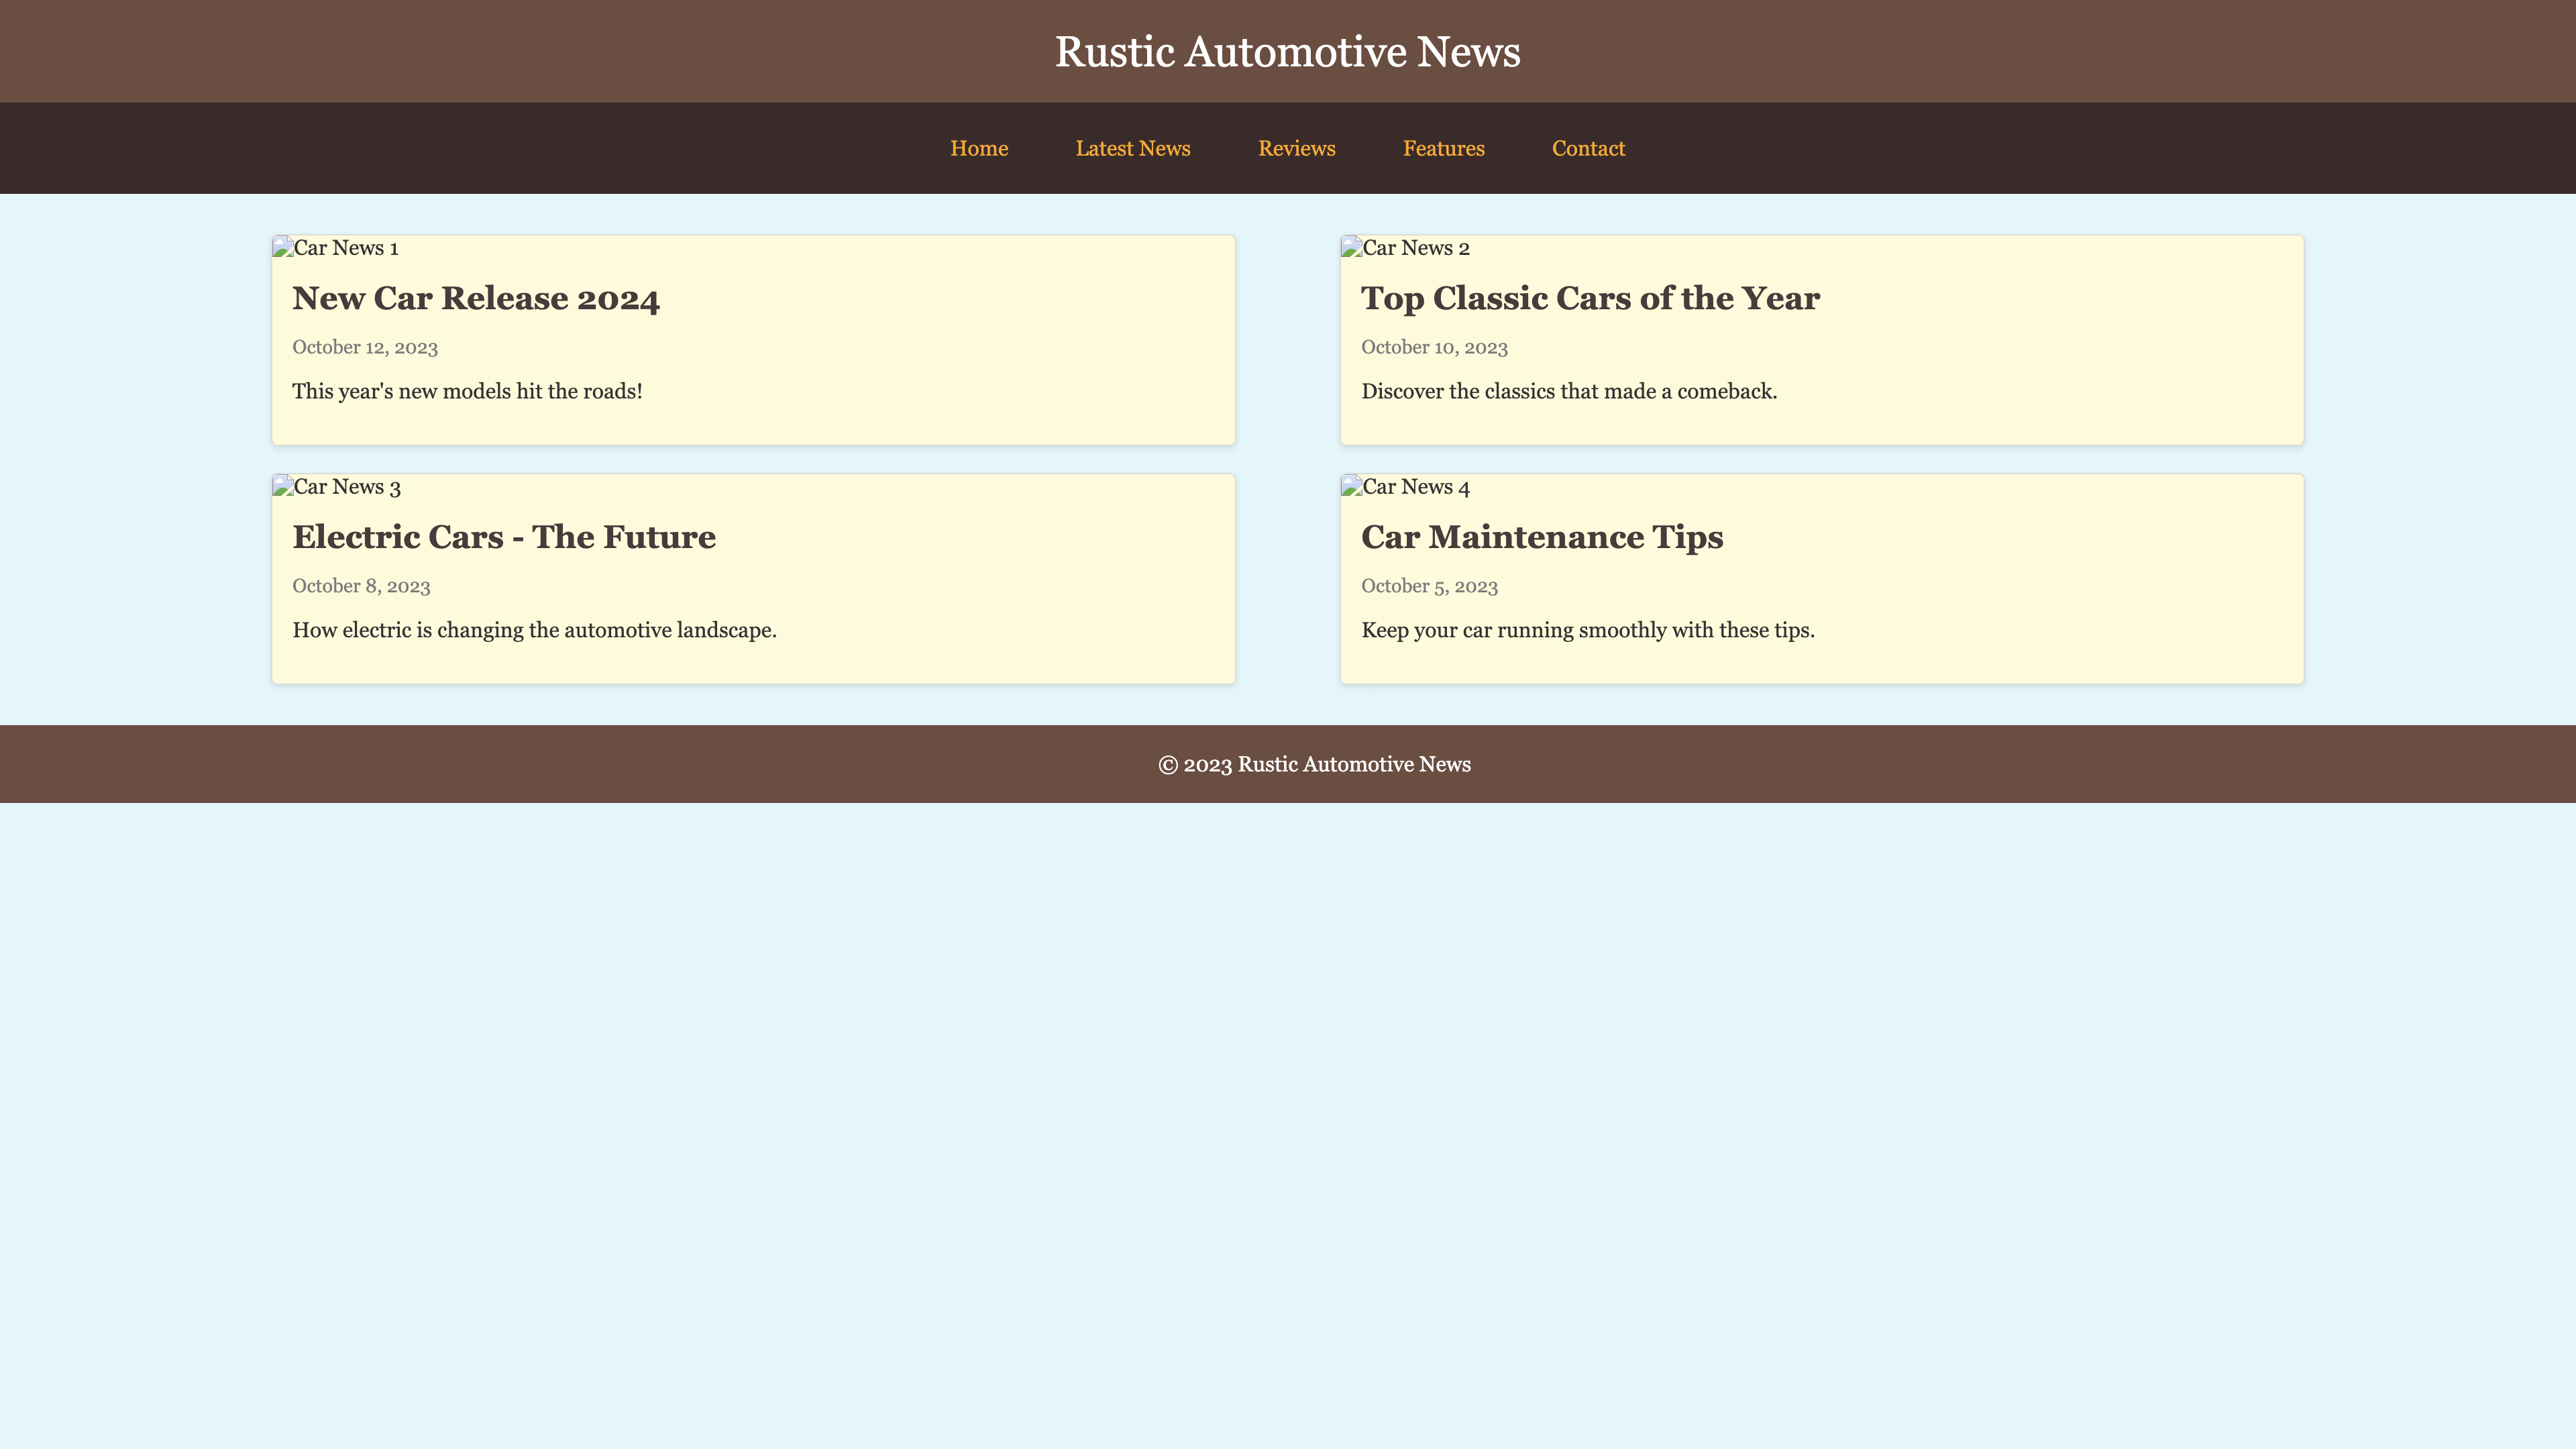 Rustic Automotive News
Home Latest News Reviews Features Contact
Car News 1
New Car Release 2024
October 12, 2023
This year's new models hit the roads!
Car News 2
Top Classic Cars of the Year
October 10, 2023
Discover the classics that made a comeback.
Car News 3
Electric Cars - The Future
October 8, 2023
How electric is changing the automotive landscape.
Car News 4
Car Maintenance Tips
October 5, 2023
Keep your car running smoothly with these tips.
© 2023 Rustic Automotive News